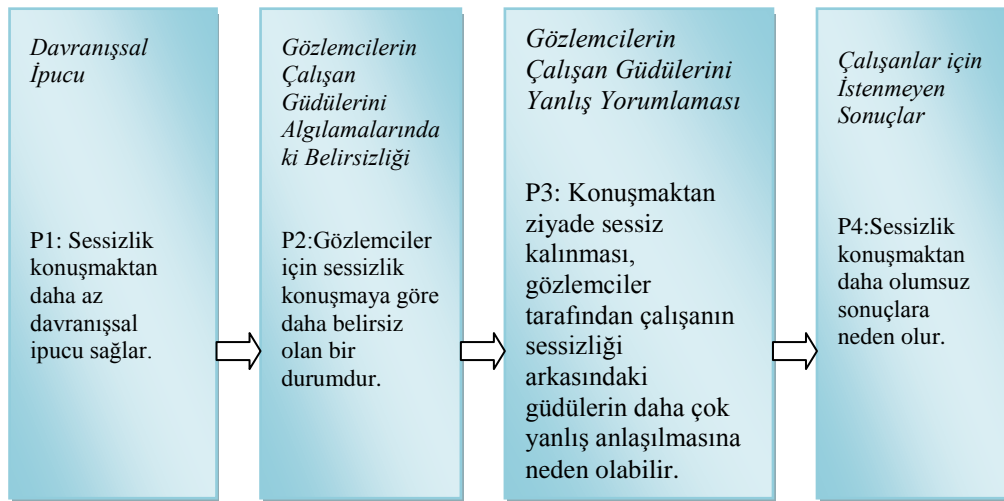 Davranışsal
İpucu
P1: Sessizlik
konuşmaktan
daha az
davranışsal
ipucu sağlar.
Gözlemcilerin
Çalışan
Güdülerini
Algılamalarında
ki Belirsizliği
P2:Gözlemciler
için sessizlik
konuşmaya göre
daha belirsiz
olan bir
durumdur.
Gözlemcilerin
Çalışan Güdülerini
Yanlış Yorumlaması
P3: Konuşmaktan
ziyade sessiz
kalınması,
gözlemciler
tarafından çalışanın
sessizliği
arkasındaki
güdülerin daha çok
yanlış anlaşılmasına
neden olabilir.
Çalışanlar için
İstenmeyen
Sonuçlar
P4:Sessizlik
konuşmaktan
daha olumsuz
sonuçlara
neden olur.